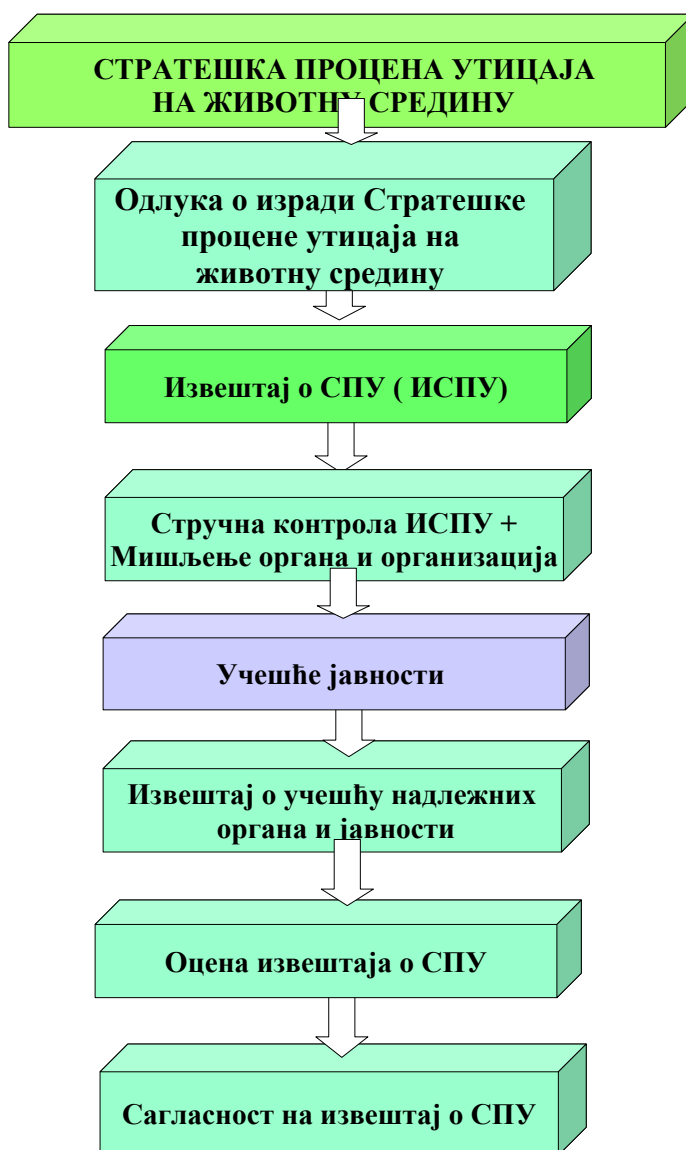 СТРАТЕШКА ПРОЦЕНА УТИЦАЈА
НА ЖИВОТНУ СРЕДИНУ
Одлука о изради Стратешке
процене утицаја на
животну средину
Извештај о СПУ ( ИСПУ)
Стручна контрола ИСПУ +
Мишљење органа и организација
Учешће јавности
Извештај о учешћу надлежних
органа и јавности
Оцена извештаја о СПУ
Сагласност на извештај о СПУ